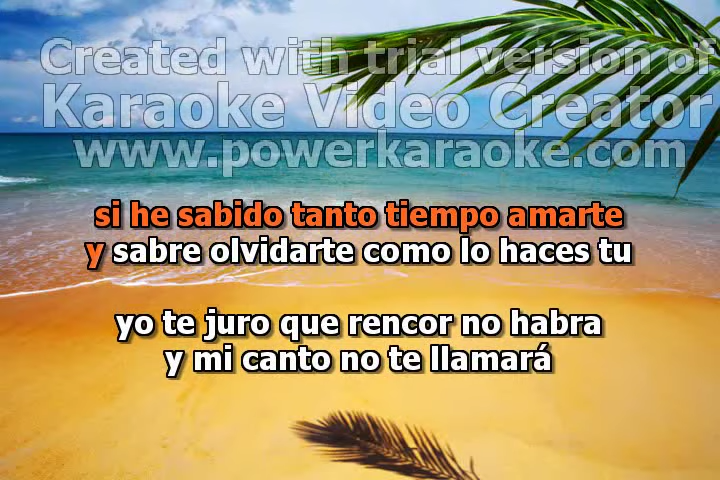 Created with trial version of
Karaoke Video Creator
www.powerkaraoke.com
si he sabido tanto tiempo amarte
y sabre olvidarte como lo haces tu
yo te juro que rencor no habra
y mi canto no te llamará